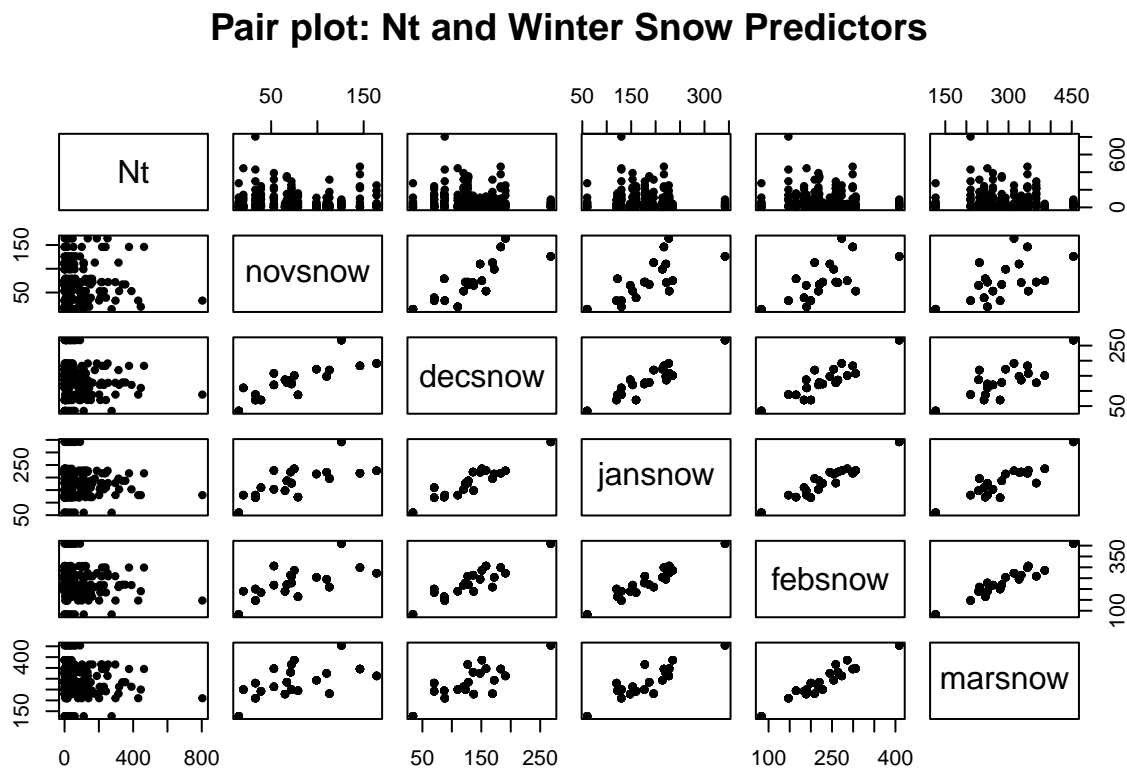 Pair plot: Nt and Winter Snow Predictors
50 150
50 150 300
150 300 450
Nt
0 600
novsnow
50 150
decsnow
50 250
jansnow
50 250
febsnow
100 350
marsnow
150 400
0 400 800
50 150 250
100 250 400